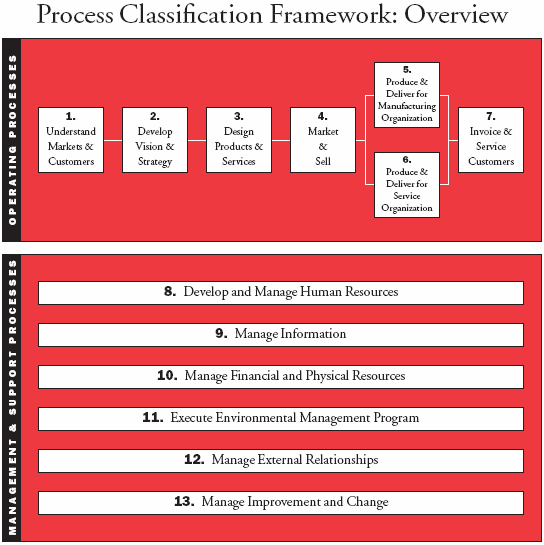 Process Classification Framework: Overview
OPERATING PROCESSES
1.
Understand
Markets &
Customers
2.
Develop
Vision &
Strategy
3.
Design
Products &
Services
4.
Market
&
Sell
5.
Produce &
Deliver for
Manufacturing
Organization
6.
Produce &
Deliver for
Service
Organization
7.
Invoice &
Service
Customers
MANAGEMENT & SUPPORT PROCESSES
8. Develop and Manage Human Resources
9. Manage Information
10. Manage Financial and Physical Resources
11. Execute Environmental Management Program
12. Manage External Relationships
13. Manage Improvement and Change